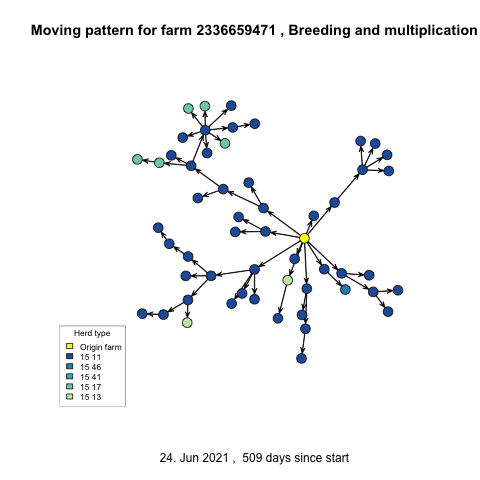 Moving pattern for farm 2336659471 , Breeding and multiplication
Herd type
Origin farm
15 11
15 46
15 41
15 17
15 13
24. Jun 2021 , 509 days since start